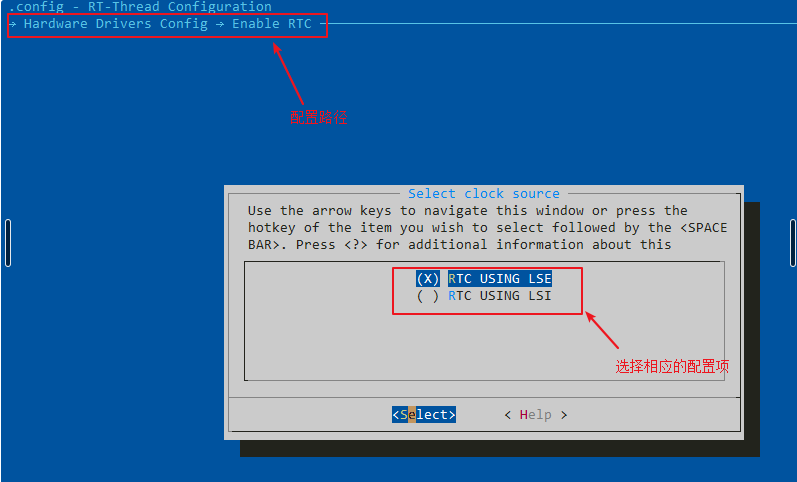 .config - RT-Thread Configuration
→ Hardware Drivers Config → Enable RTC
配置路径
Select clock source
Use the arrow keys to navigate this window or press the
hotkey of the item you wish to select followed by the <SPACE
BAR>. Press <?> for additional information about this
(X) RTC USING LSE
( ) RTC USING LSI
选择相应的配置项
<Select> < Help >